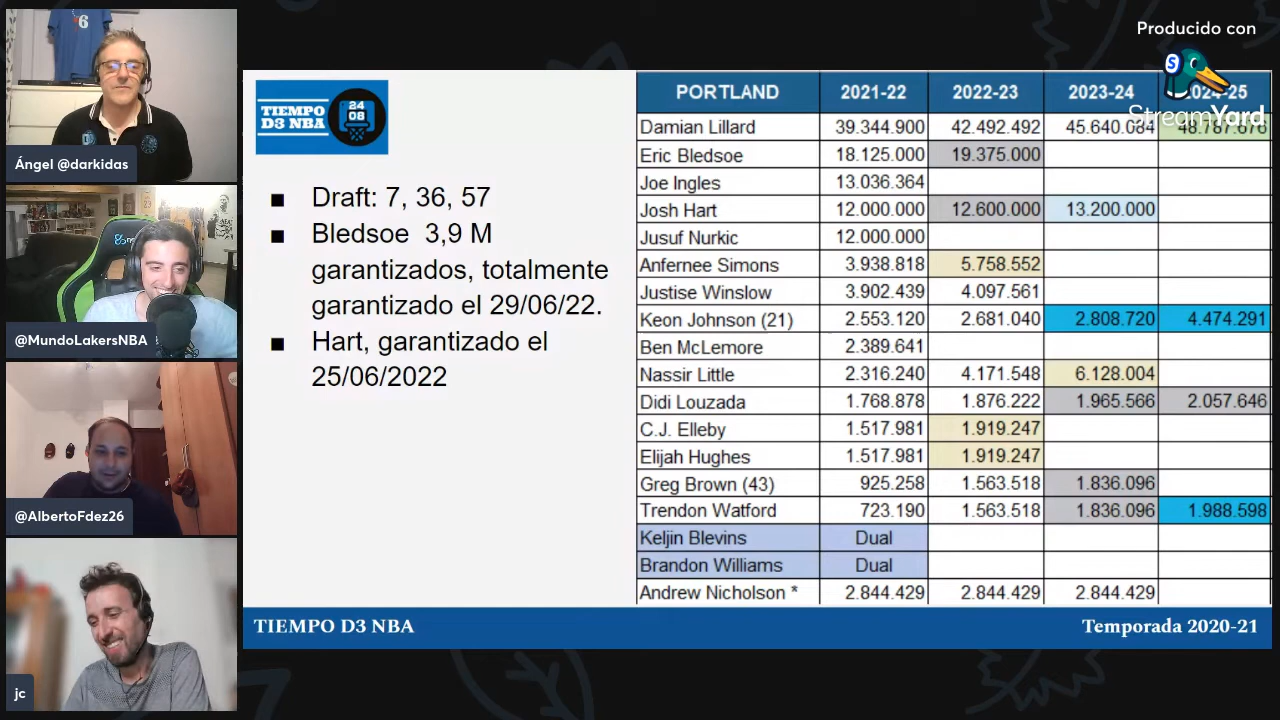 6
Ángel @darkidas
@MundoLakersNBA
@AlbertoFdez26
jc
Producido con
StreamYard
TIEMPO
D3 NBA
24
08
■ Draft: 7, 36, 57
■ Bledsoe 3,9 M
garantizados, totalmente
garantizado el 29/06/22.
■ Hart, garantizado el
25/06/2022
PORTLAND 2021-22 2022-23 2023-24 2024-25
Damian Lillard 39.344.900 42.492.492 45.640.084 48.787.676
Eric Bledsoe 18.125.000 19.375.000
Joe Ingles 13.036.364
Josh Hart 12.000.000 12.600.000 13.200.000
Jusuf Nurkic 12.000.000
Anfernee Simons 3.938.818 5.758.552
Justise Winslow 3.902.439 4.097.561
Keon Johnson (21) 2.553.120 2.681.040 2.808.720 4.474.291
Ben McLemore 2.389.641
Nassir Little 2.316.240 4.171.548 6.128.004
Didi Louzada 1.768.878 1.876.222 1.965.566 2.057.646
C.J. Elleby 1.517.981 1.919.247
Elijah Hughes 1.517.981 1.919.247
Greg Brown (43) 925.258 1.563.518 1.836.096
Trendon Watford 723.190 1.563.518 1.836.096 1.988.598
Keljin Blevins Dual
Brandon Williams Dual
Andrew Nicholson * 2.844.429 2.844.429 2.844.429
TIEMPO D3 NBA
Temporada 2020-21